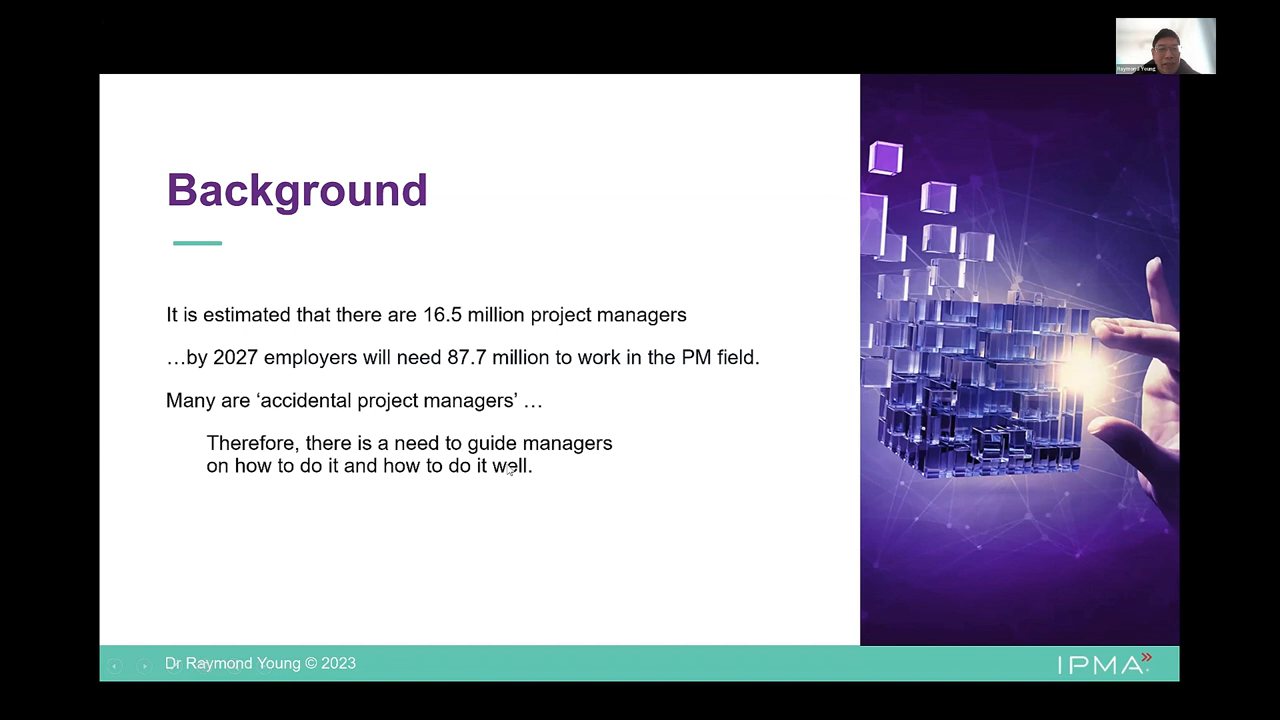 Raymond Young
Background
It is estimated that there are 16.5 million project managers
…by 2027 employers will need 87.7 million to work in the PM field.
Many are ‘accidental project managers’ …
Therefore, there is a need to guide managers
on how to do it and how to do it well.
Dr Raymond Young © 2023
IPMA